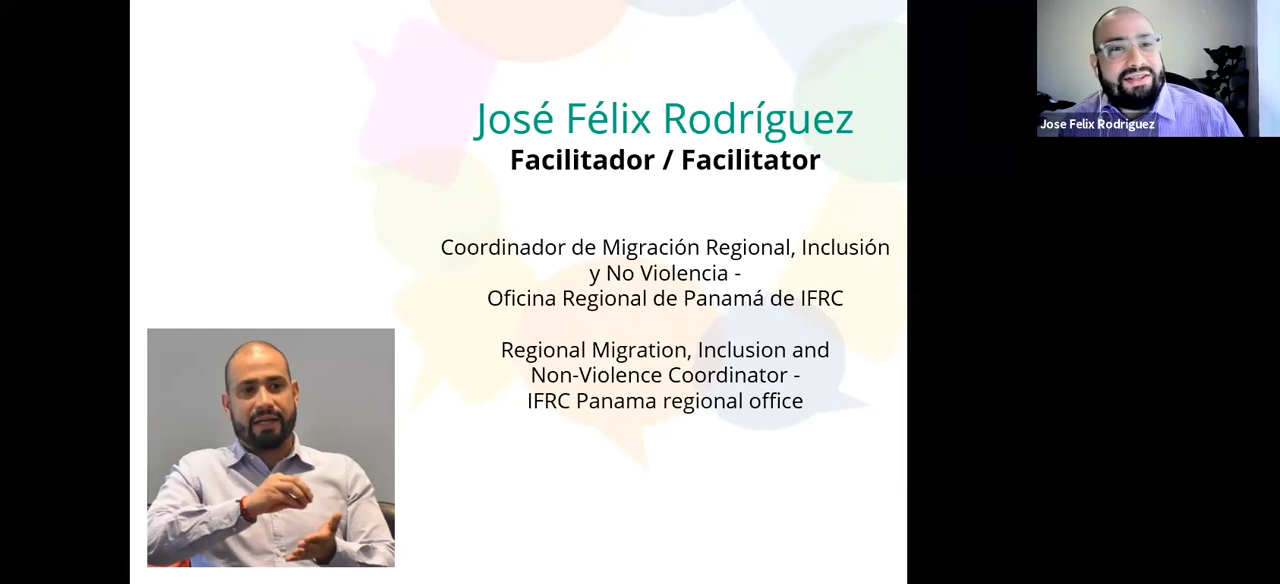 José Félix Rodríguez
Facilitador / Facilitator
Coordinador de Migración Regional, Inclusión
y No Violencia -
Oficina Regional de Panamá de IFRC
Regional Migration, Inclusion and
Non-Violence Coordinator -
IFRC Panama regional office
Jose Felix Rodriguez